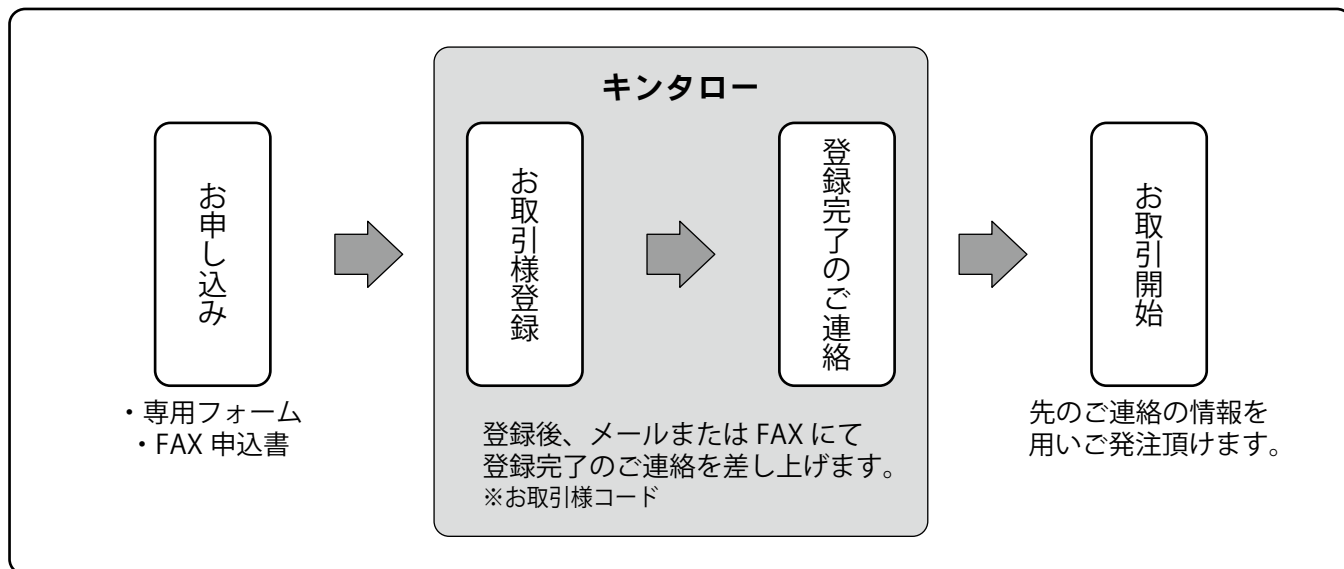 キンタロー
お申し込み
お取引様登録
登録完了のご連絡
お取引開始
・専用フォーム
・FAX 申込書
登録後、メールまたは FAX にて
登録完了のご連絡を差し上げます。
※お取引様コード
先のご連絡の情報を
用いご発注頂けます。